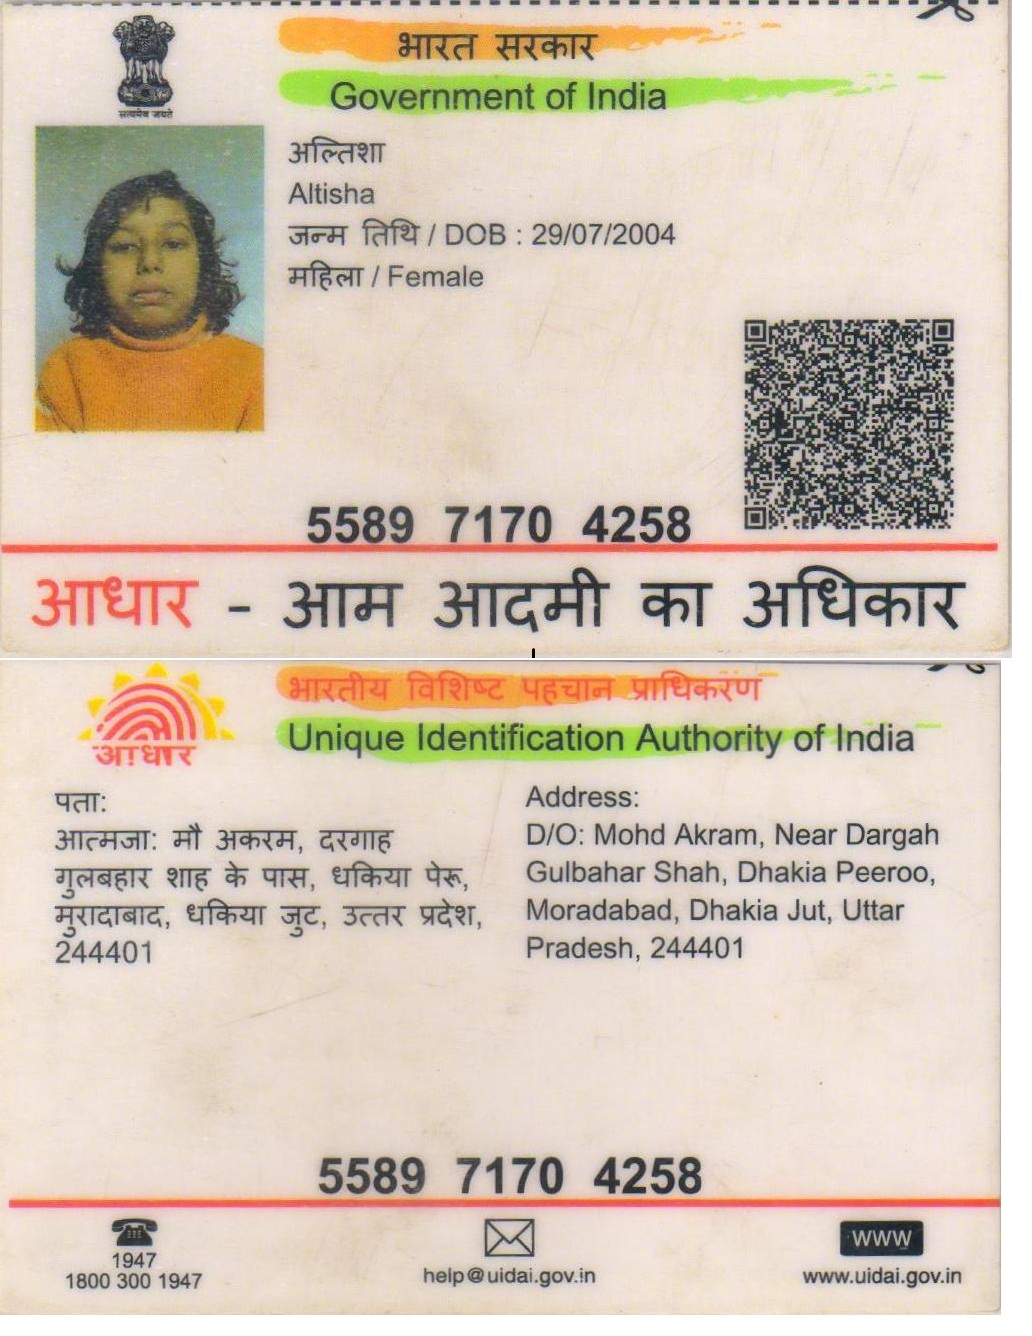 भारत सरकार
Government of India
सत्यमेव जयते
अल्तिशा
Altisha
जन्म तिथि / DOB : 29/07/2004
महिला / Female
5589 7170 4258
आधार - आम आदमी का अधिकार
भारतीय विशिष्ट पहचान प्राधिकरण
Unique Identification Authority of India
आधार
पता:
आत्मजा: मौ अकरम, दरगाह
गुलबहार शाह के पास, धकिया पेरू,
मुरादाबाद, धकिया जुट, उत्तर प्रदेश,
244401
Address:
D/O: Mohd Akram, Near Dargah
Gulbahar Shah, Dhakia Peeroo,
Moradabad, Dhakia Jut, Uttar
Pradesh, 244401
5589 7170 4258
1947
1800 300 1947
help@uidai.gov.in
www
www.uidai.gov.in